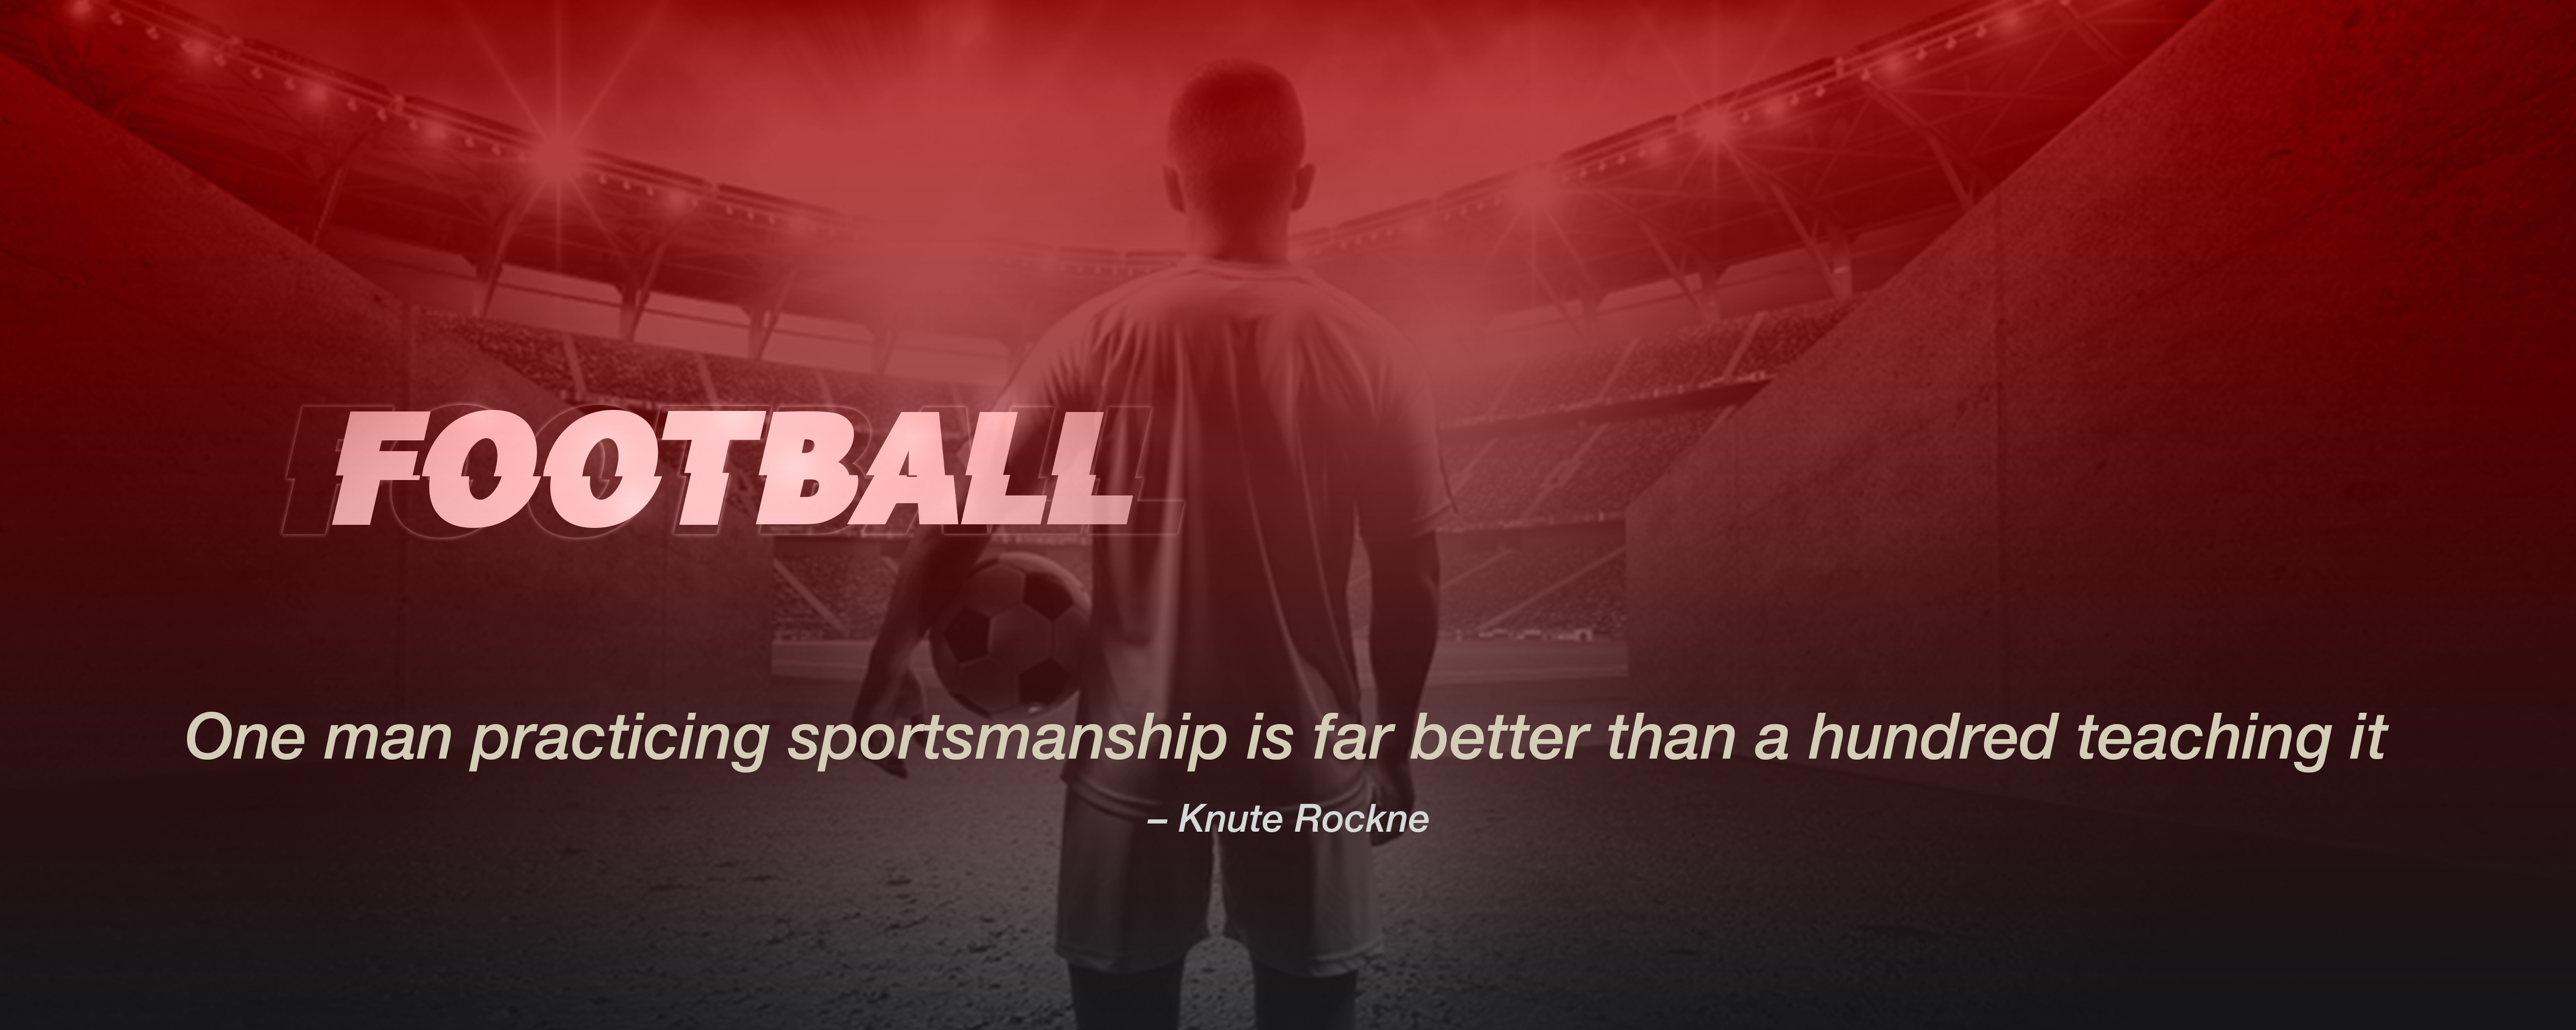 FOOTBALL
One man practicing sportsmanship is far better than a hundred teaching it
– Knute Rockne